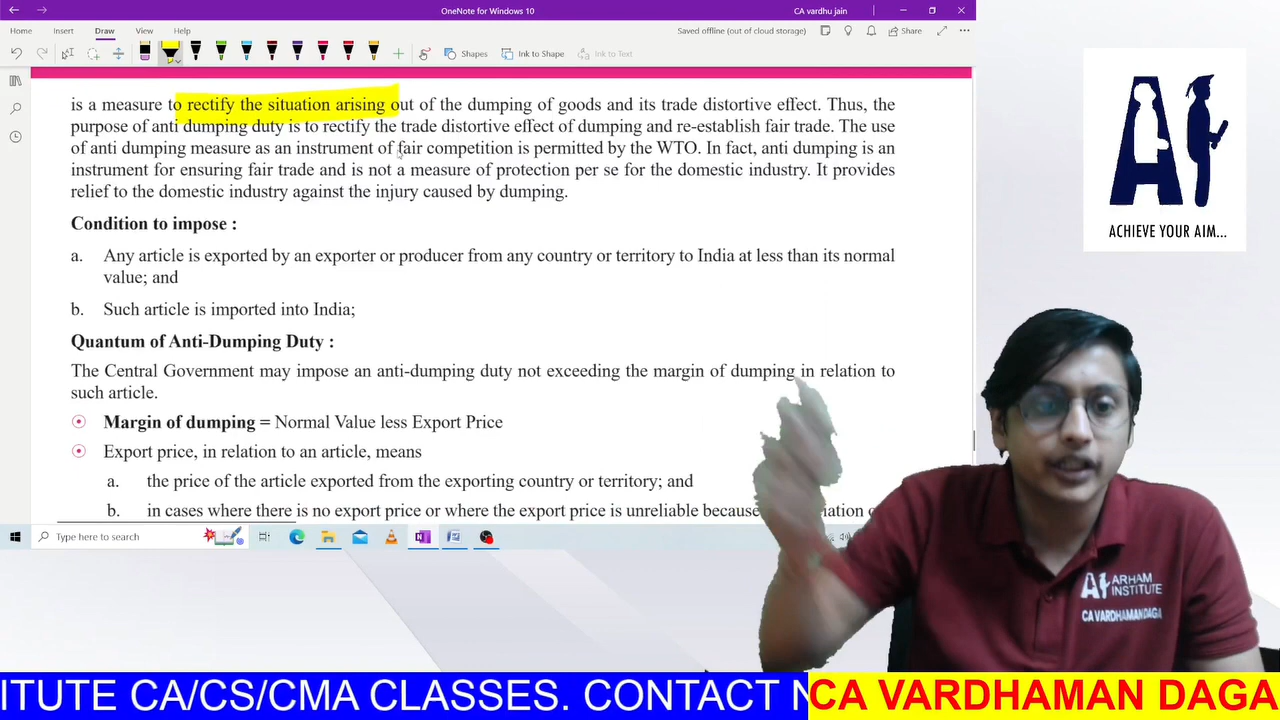 OneNote for Windows 10
CA vardhu jain
Home Insert Draw View Help
Saved offline (out of cloud storage)
Share
Shapes
Ink to Shape
Ink to Text
is a measure to rectify the situation arising out of the dumping of goods and its trade distortive effect. Thus, the
purpose of anti dumping duty is to rectify the trade distortive effect of dumping and re-establish fair trade. The use
of anti dumping measure as an instrument of fair competition is permitted by the WTO. In fact, anti dumping is an
instrument for ensuring fair trade and is not a measure of protection per se for the domestic industry. It provides
relief to the domestic industry against the injury caused by dumping.
Condition to impose :
a. Any article is exported by an exporter or producer from any country or territory to India at less than its normal
value; and
b. Such article is imported into India;
Quantum of Anti-Dumping Duty :
The Central Government may impose an anti-dumping duty not exceeding the margin of dumping in relation to
such article.
Margin of dumping = Normal Value less Export Price
Export price, in relation to an article, means
a. the price of the article exported from the exporting country or territory; and
b. in cases where there is no export price or where the export price is unreliable because
Type here to search
AI
ACHIEVE YOUR AIM...
AI ARHAM
INSTITUTE
CA VARDHAMAN DAGA
ITUTE CA/CS/CMA CLASSES. CONTACT N
CA VARDHAMAN DAGA